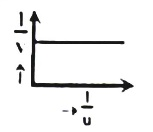 1
v
↑
→ 1
u